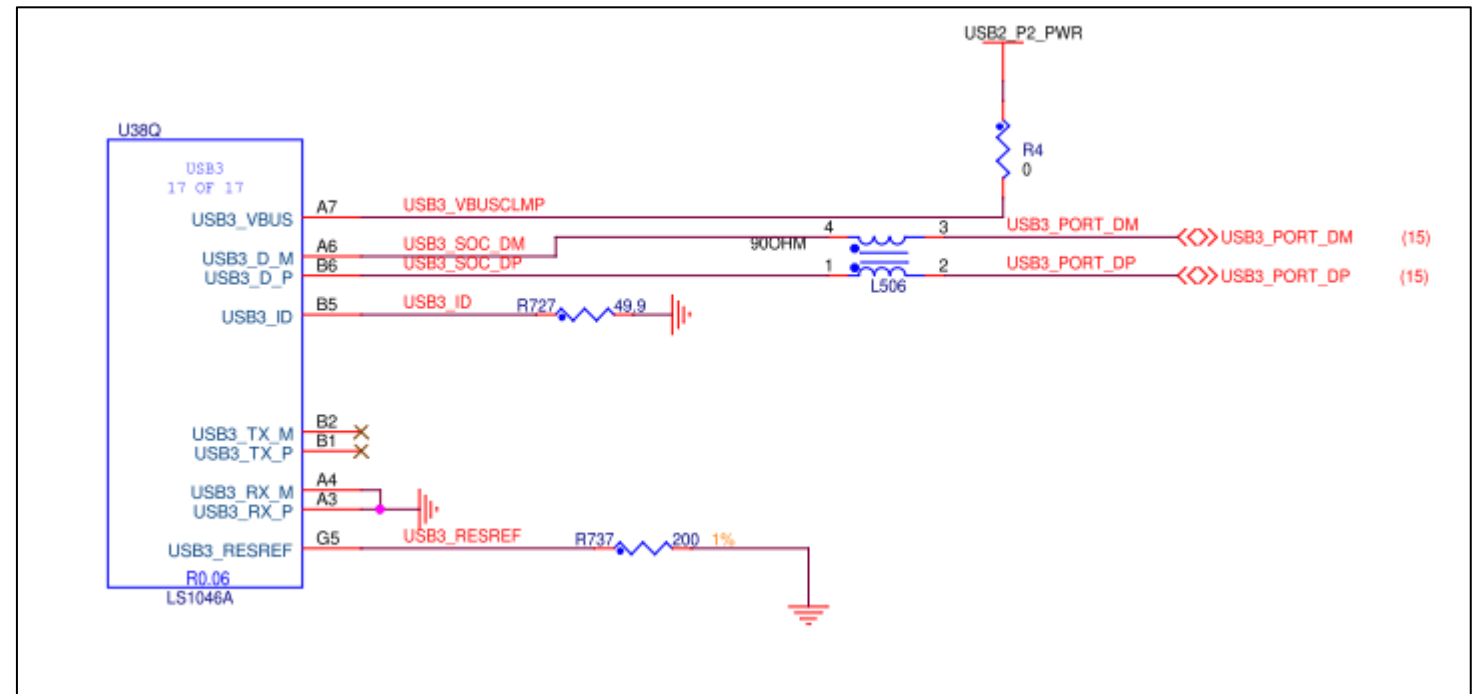 USB2_P2_PWR
U38Q
USB3
17 OF 17
R4
0
USB3_VBUS A7 USB3_VBUSCLMP
USB3_D_M A6 USB3_SOC_DM 90OHM 4 3 USB3_PORT_DM USB3_PORT_DM (15)
USB3_D_P B6 USB3_SOC_DP 1 2 USB3_PORT_DP USB3_PORT_DP (15)
L506
USB3_ID B5 USB3_ID R727 49,9
USB3_TX_M B2
USB3_TX_P B1
USB3_RX_M A4
USB3_RX_P A3
USB3_RESREF G5 USB3_RESREF R737 200 1%
R0.06
LS1046A